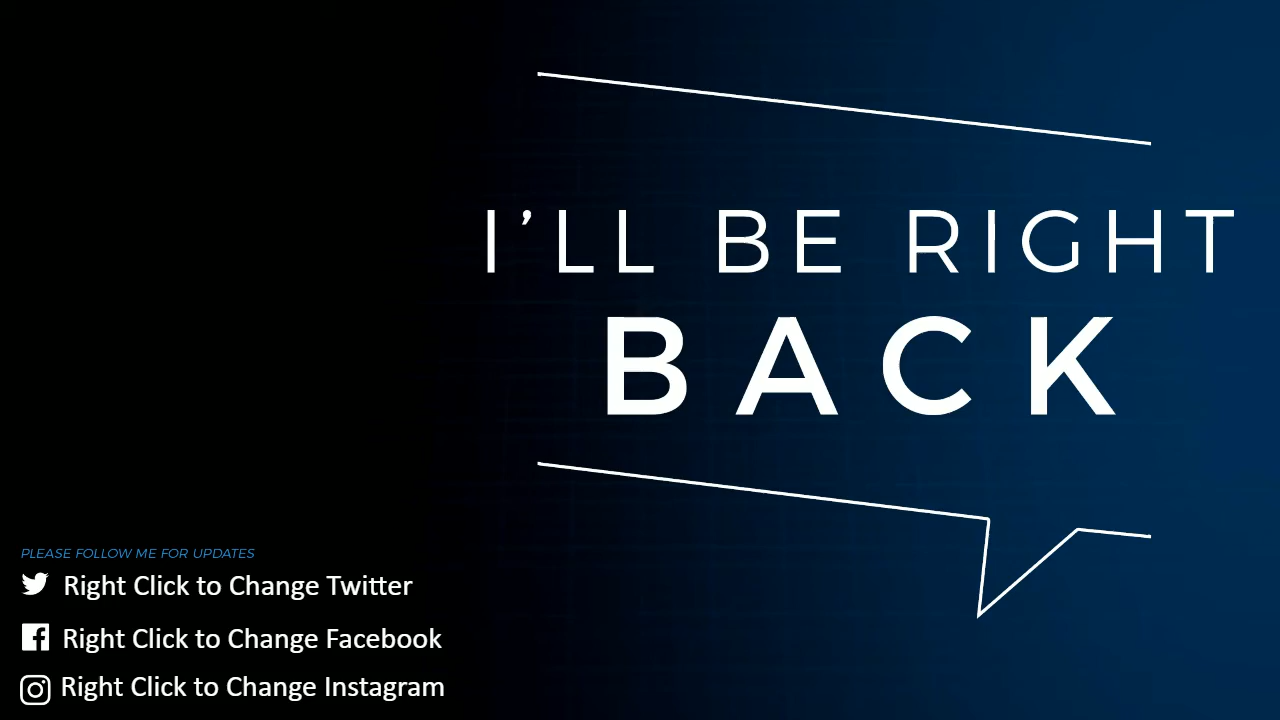 I’LL BE RIGHT
BACK
PLEASE FOLLOW ME FOR UPDATES
Right Click to Change Twitter
Right Click to Change Facebook
Right Click to Change Instagram